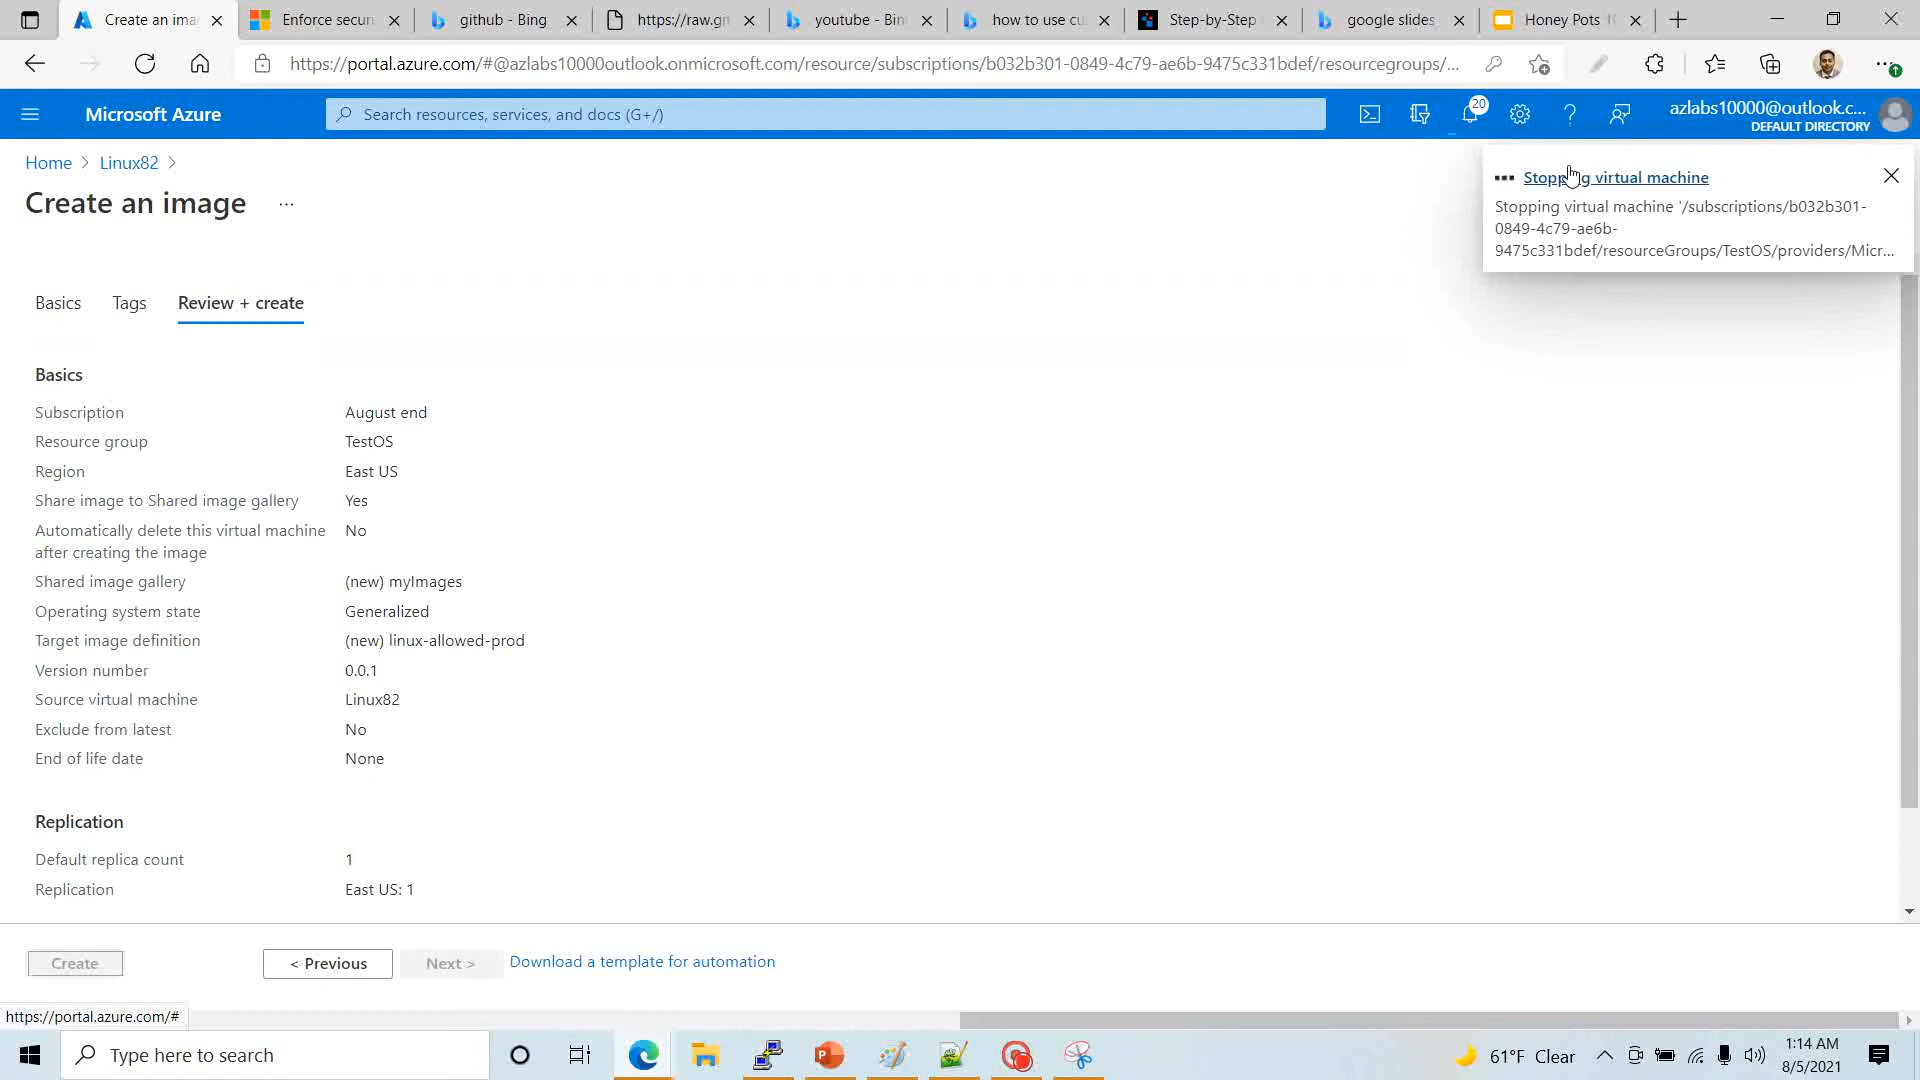 Create an ima
Enforce secur
github - Bing
https://raw.gi
youtube - Bin
how to use cu
Step-by-Step
google slides
Honey Pots
https://portal.azure.com/#@azlabs10000outlook.onmicrosoft.com/resource/subscriptions/b032b301-0849-4c79-ae6b-9475c331bdef/resourcegroups/...
Microsoft Azure
Search resources, services, and docs (G+/)
20
azlabs10000@outlook.c...
DEFAULT DIRECTORY
Home > Linux82 >
Create an image ...
Stopping virtual machine
Stopping virtual machine '/subscriptions/b032b301-
0849-4c79-ae6b-
9475c331bdef/resourceGroups/TestOS/providers/Micr...
Basics Tags Review + create
Basics
Subscription August end
Resource group TestOS
Region East US
Share image to Shared image gallery Yes
Automatically delete this virtual machine No
after creating the image
Shared image gallery (new) myImages
Operating system state Generalized
Target image definition (new) linux-allowed-prod
Version number 0.0.1
Source virtual machine Linux82
Exclude from latest No
End of life date None
Replication
Default replica count 1
Replication East US: 1
Create < Previous Next > Download a template for automation
https://portal.azure.com/#
Type here to search
61°F Clear
1:14 AM
8/5/2021